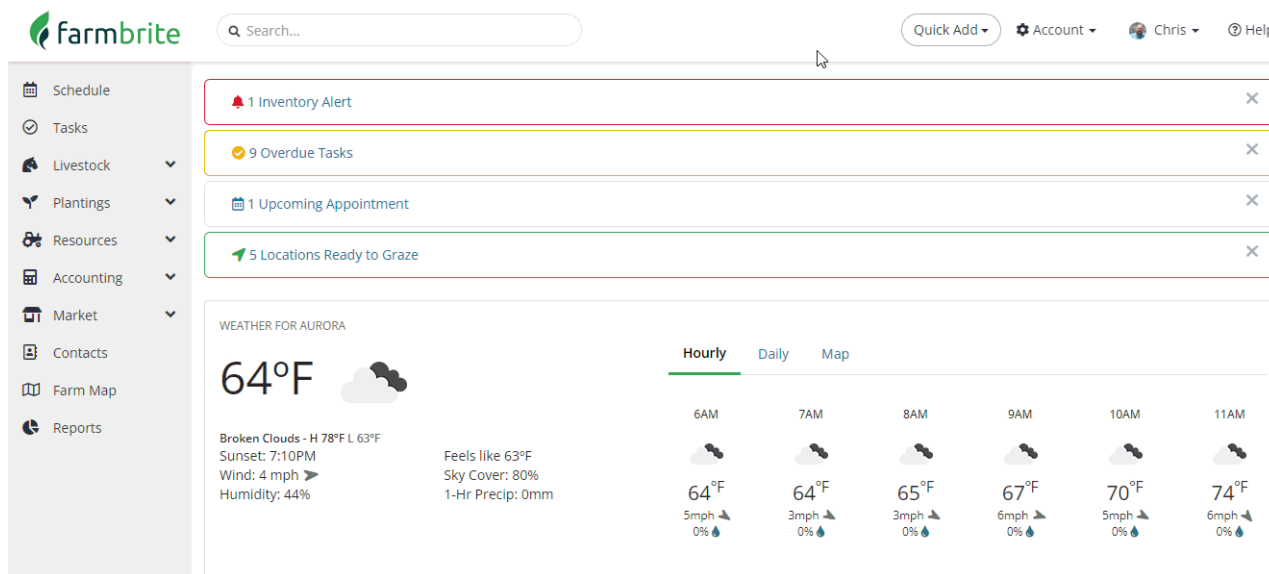 farmbrite
Search...
Quick Add
Account
Chris
Help
Schedule
Tasks
Livestock
Plantings
Resources
Accounting
Market
Contacts
Farm Map
Reports
1 Inventory Alert
9 Overdue Tasks
1 Upcoming Appointment
5 Locations Ready to Graze
WEATHER FOR AURORA
64°F
Broken Clouds - H 78°F L 63°F
Sunset: 7:10PM
Wind: 4 mph
Humidity: 44%
Feels like 63°F
Sky Cover: 80%
1-Hr Precip: 0mm
Hourly Daily Map
6AM 7AM 8AM 9AM 10AM 11AM
64°F 64°F 65°F 67°F 70°F 74°F
5mph 3mph 3mph 6mph 5mph 6mph
0% 0% 0% 0% 0% 0%